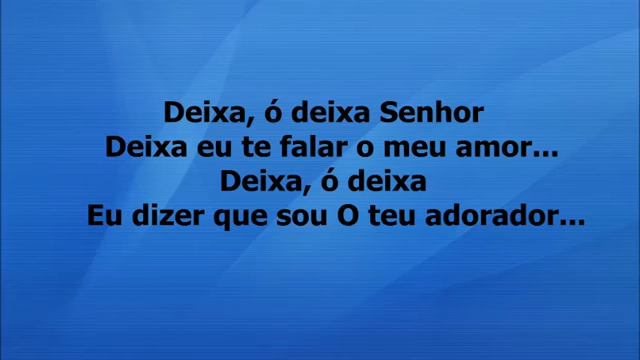 Deixa, ó deixa Senhor
Deixa eu te falar o meu amor...
Deixa, ó deixa
Eu dizer que sou O teu adorador...